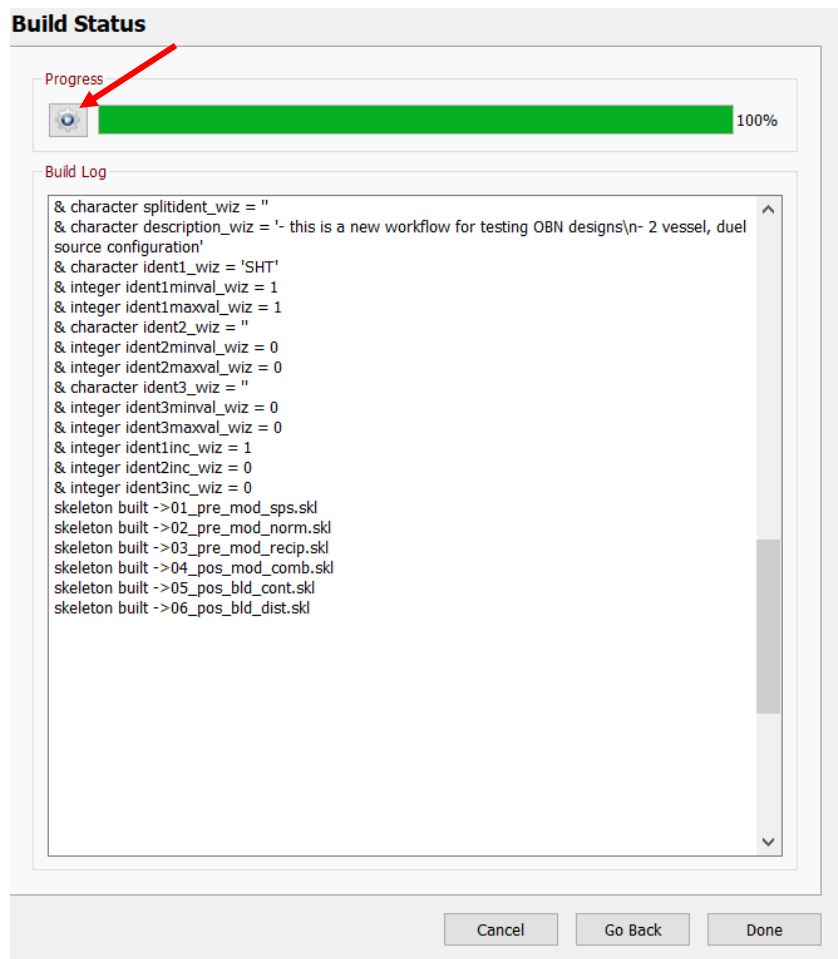 Build Status
Progress
100%
Build Log
& character splitident_wiz = ''
& character description_wiz = '- this is a new workflow for testing OBN designs\n- 2 vessel, duel
source configuration'
& character ident1_wiz = 'SHT'
& integer ident1minval_wiz = 1
& integer ident1maxval_wiz = 1
& character ident2_wiz = ''
& integer ident2minval_wiz = 0
& integer ident2maxval_wiz = 0
& character ident3_wiz = ''
& integer ident3minval_wiz = 0
& integer ident3maxval_wiz = 0
& integer ident1inc_wiz = 1
& integer ident2inc_wiz = 0
& integer ident3inc_wiz = 0
skeleton built ->01_pre_mod_sps.skl
skeleton built ->02_pre_mod_norm.skl
skeleton built ->03_pre_mod_recip.skl
skeleton built ->04_pos_mod_comb.skl
skeleton built ->05_pos_bld_cont.skl
skeleton built ->06_pos_bld_dist.skl
Cancel
Go Back
Done